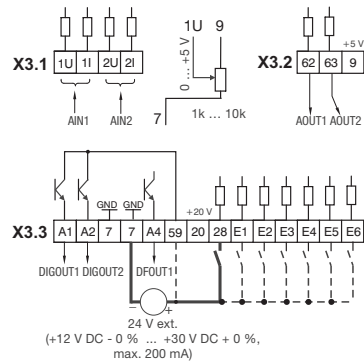 1U 9
X3.1 1U 1I 2U 2I
0 ... +5 V
AIN1 AIN2
7
1k ... 10k
+5 V
X3.2 62 63 9
AOUT1 AOUT2
GND GND
+20 V
X3.3 A1 A2 7 7 A4 59 20 28 E1 E2 E3 E4 E5 E6
DIGOUT1 DIGOUT2 DFOUT1
− +
24 V ext.
(+12 V DC - 0 % ... +30 V DC + 0 %,
max. 200 mA)